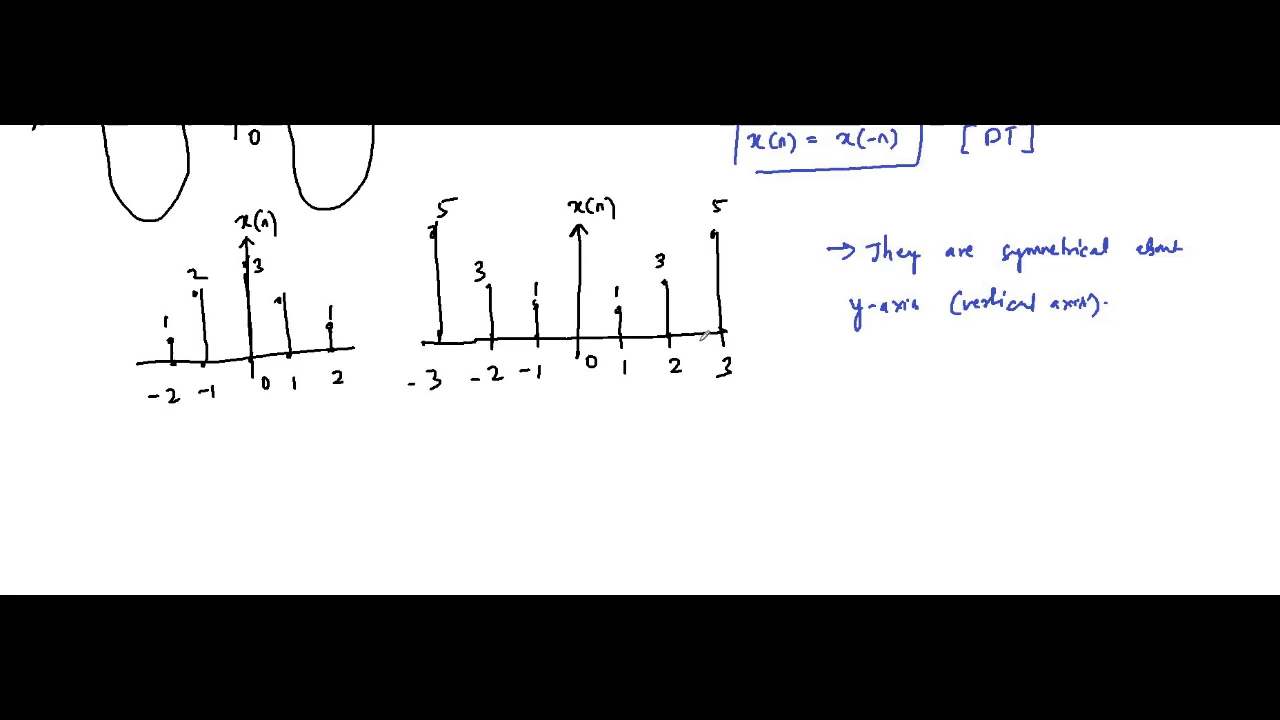 0
x(n) = x(-n) [DT]
x(n)
3
2
1
1
-2 -1 0 1 2
x(n)
5 5
3 3
1 1
-3 -2 -1 0 1 2 3
→ They are symmetrical about
y-axis (vertical axis).